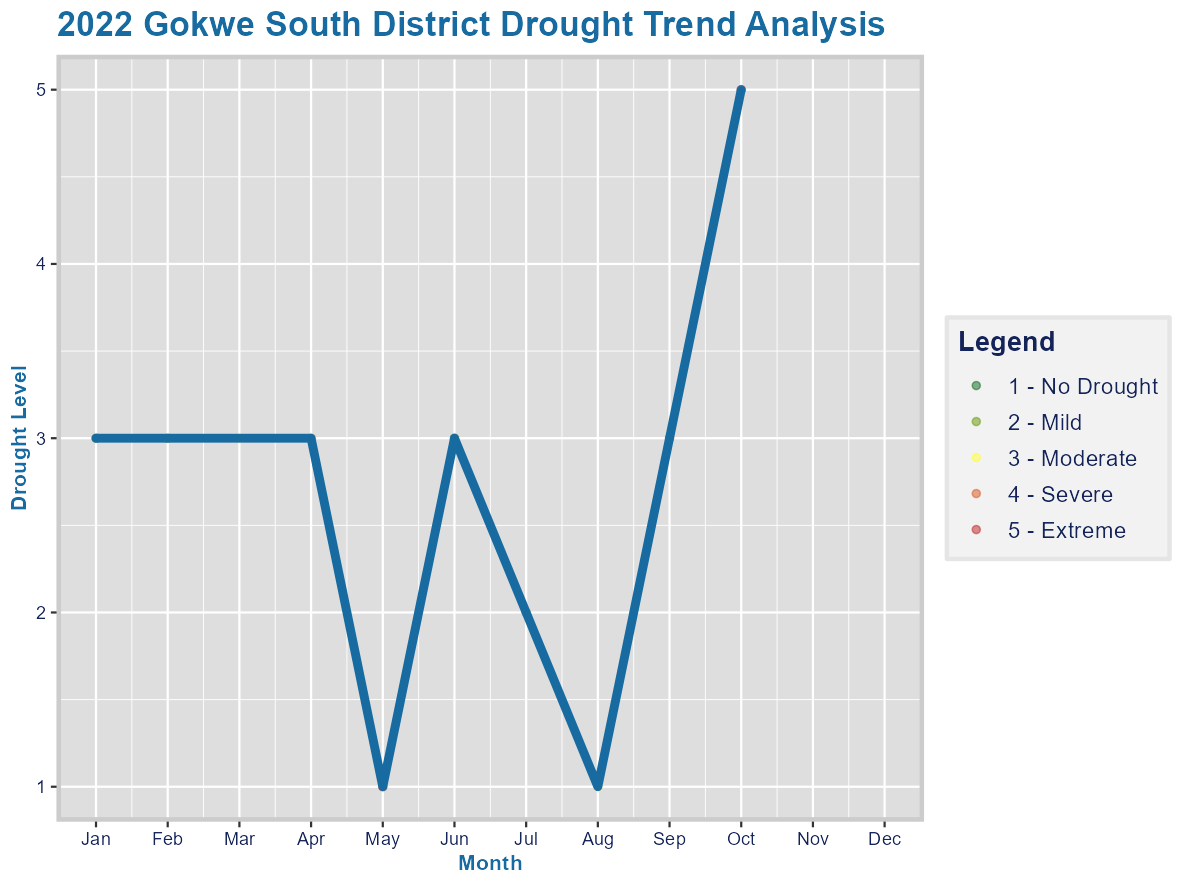 2022 Gokwe South District Drought Trend Analysis
5
4
3
2
1
Drought Level
Jan Feb Mar Apr May Jun Jul Aug Sep Oct Nov Dec
Month
Legend
1 - No Drought
2 - Mild
3 - Moderate
4 - Severe
5 - Extreme